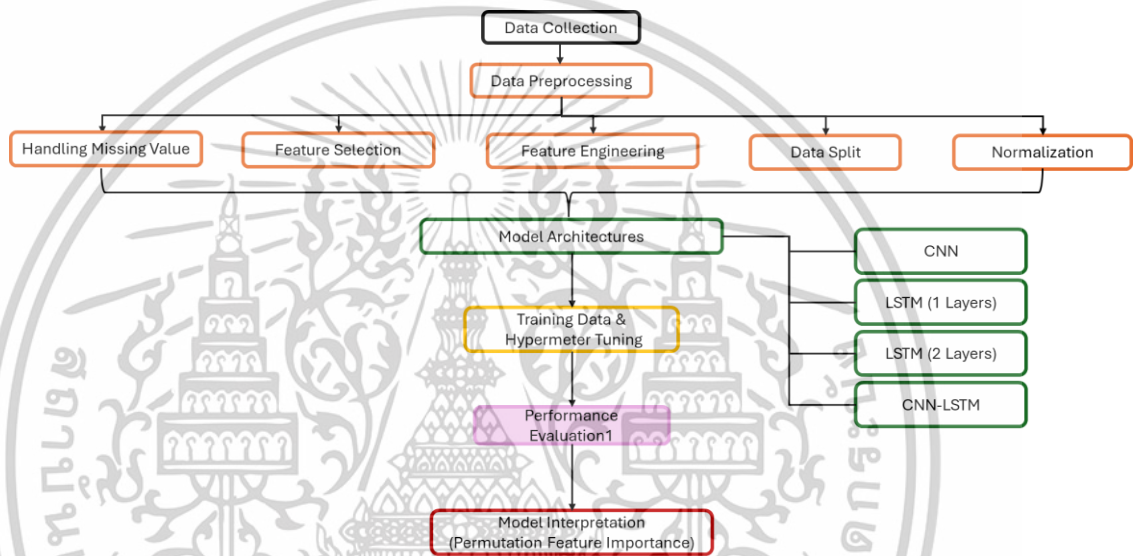 Data Collection
Data Preprocessing
Handling Missing Value
Feature Selection
Feature Engineering
Data Split
Normalization
Model Architectures
CNN
LSTM (1 Layers)
LSTM (2 Layers)
CNN-LSTM
Training Data &
Hypermeter Tuning
Performance
Evaluation1
Model Interpretation
(Permutation Feature Importance)